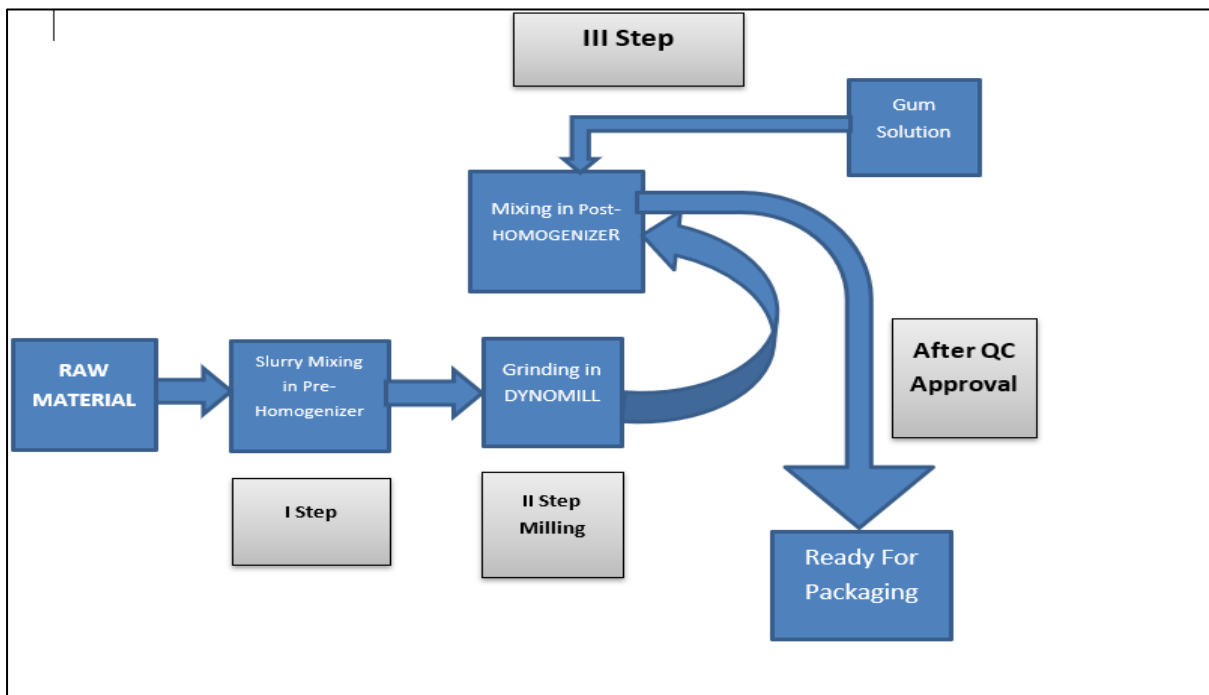 III Step
Gum
Solution
Mixing in Post-
HOMOGENIZER
RAW
MATERIAL
Slurry Mixing
in Pre-
Homogenizer
Grinding in
DYNOMILL
After QC
Approval
I Step
II Step
Milling
Ready For
Packaging